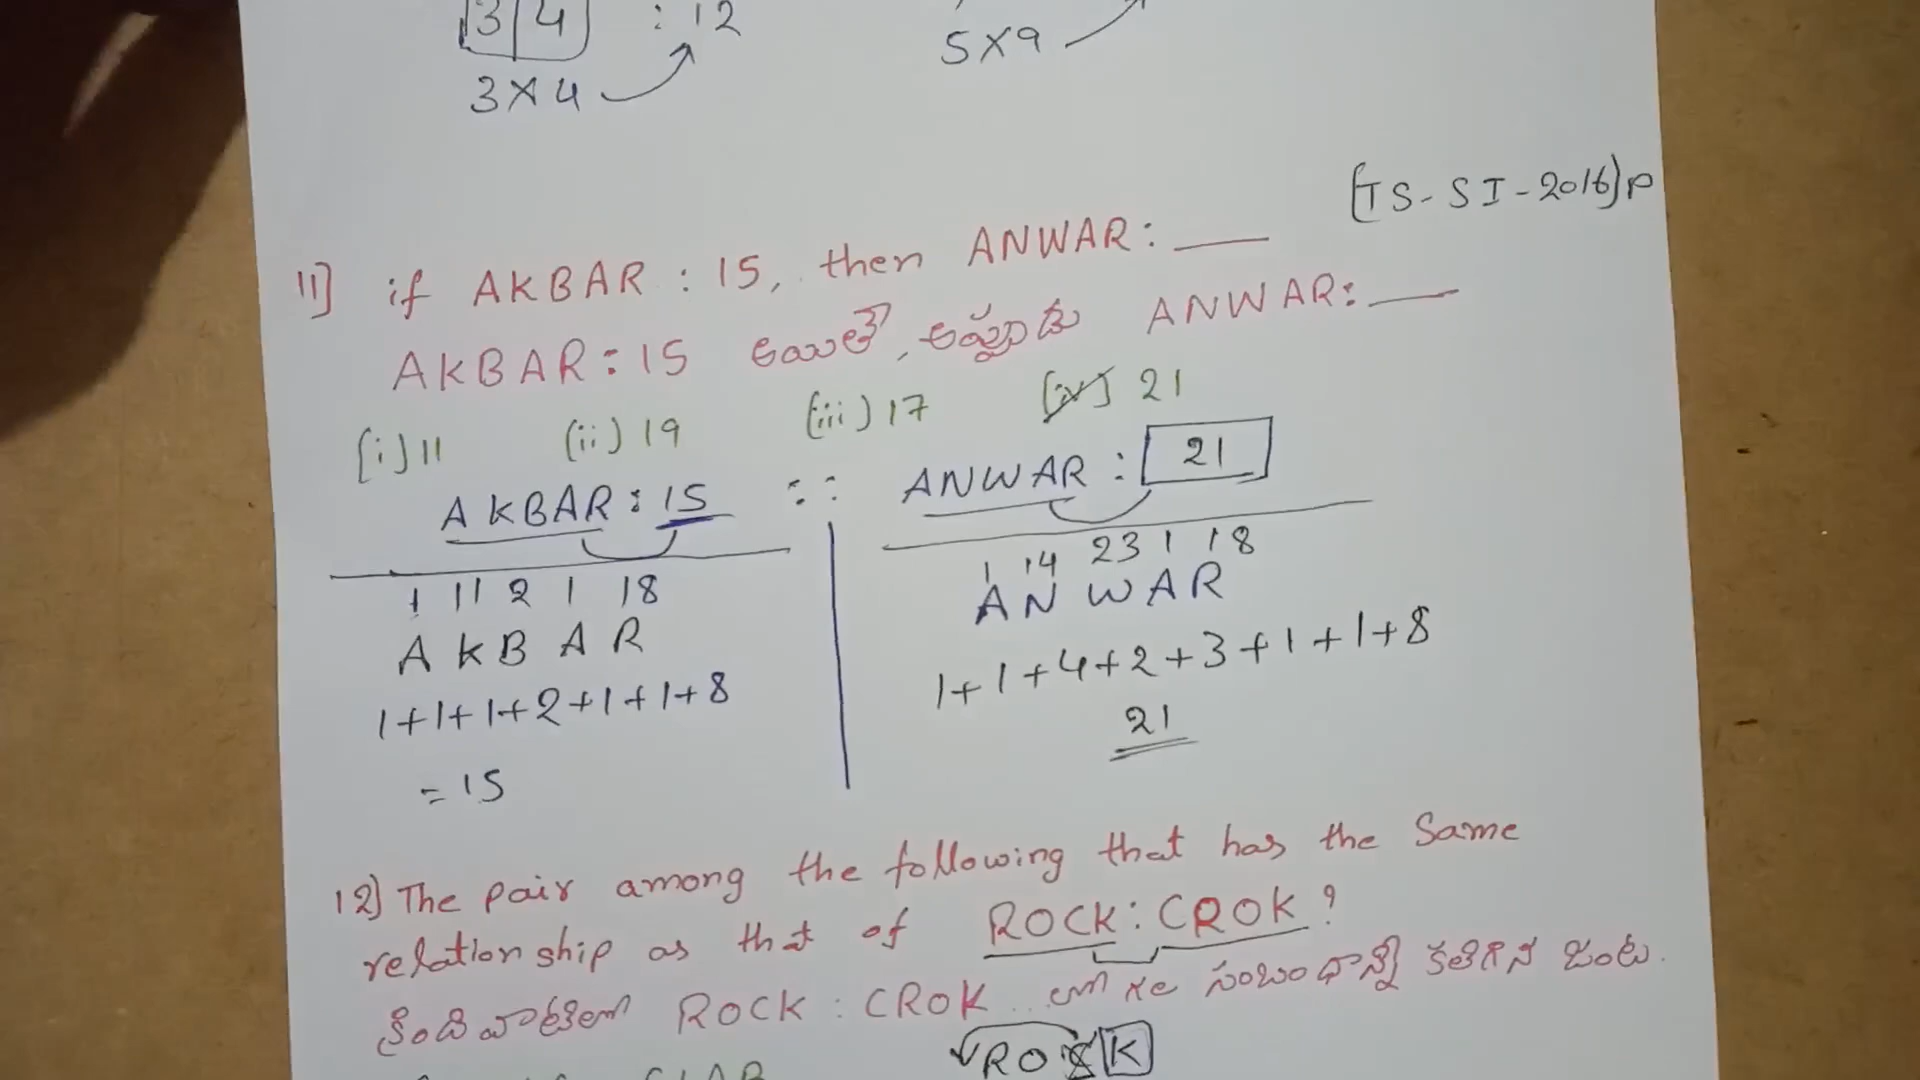 3 4 : 12
3 × 4
5 × 9
(TS-SI-2016)P
11] if AKBAR : 15, then ANWAR : ___
AKBAR : 15 అయితే, అప్పుడు ANWAR : ___
(i) 11 (ii) 19 (iii) 17 (iv) 21
AKBAR : 15 :: ANWAR : 21
1 11 2 1 18
A K B A R
1+1+1+2+1+1+8
= 15
1 14 23 1 18
A N W A R
1+1+4+2+3+1+1+8
21
12) The pair among the following that has the Same
relationship as that of ROCK : CROK ?
క్రింది వాటిలో ROCK : CROK లా గల సంబంధాన్ని కలిగిన జంట.
ROCK